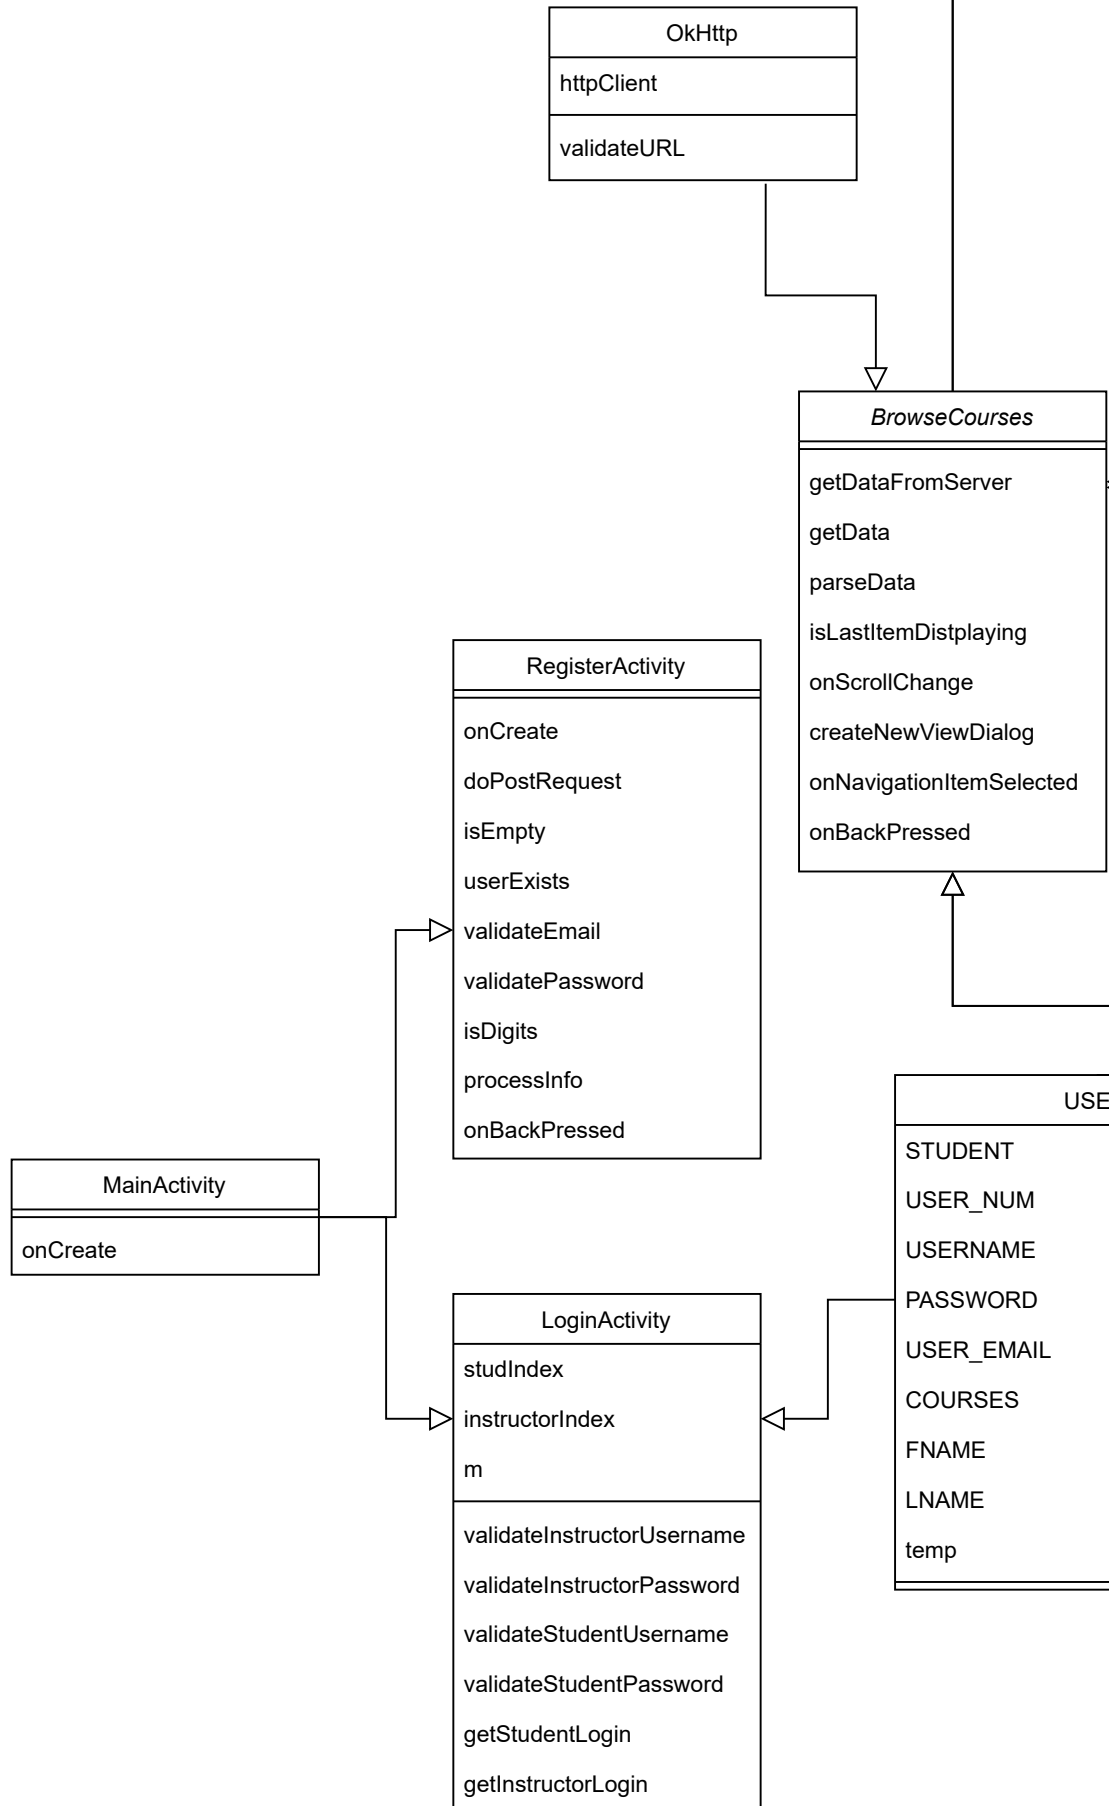 OkHttp
httpClient
validateURL
BrowseCourses
getDataFromServer
getData
parseData
isLastItemDistplaying
onScrollChange
createNewViewDialog
onNavigationItemSelected
onBackPressed
RegisterActivity
onCreate
doPostRequest
isEmpty
userExists
validateEmail
validatePassword
isDigits
processInfo
onBackPressed
MainActivity
onCreate
LoginActivity
studIndex
instructorIndex
m
validateInstructorUsername
validateInstructorPassword
validateStudentUsername
validateStudentPassword
getStudentLogin
getInstructorLogin
USE
STUDENT
USER_NUM
USERNAME
PASSWORD
USER_EMAIL
COURSES
FNAME
LNAME
temp